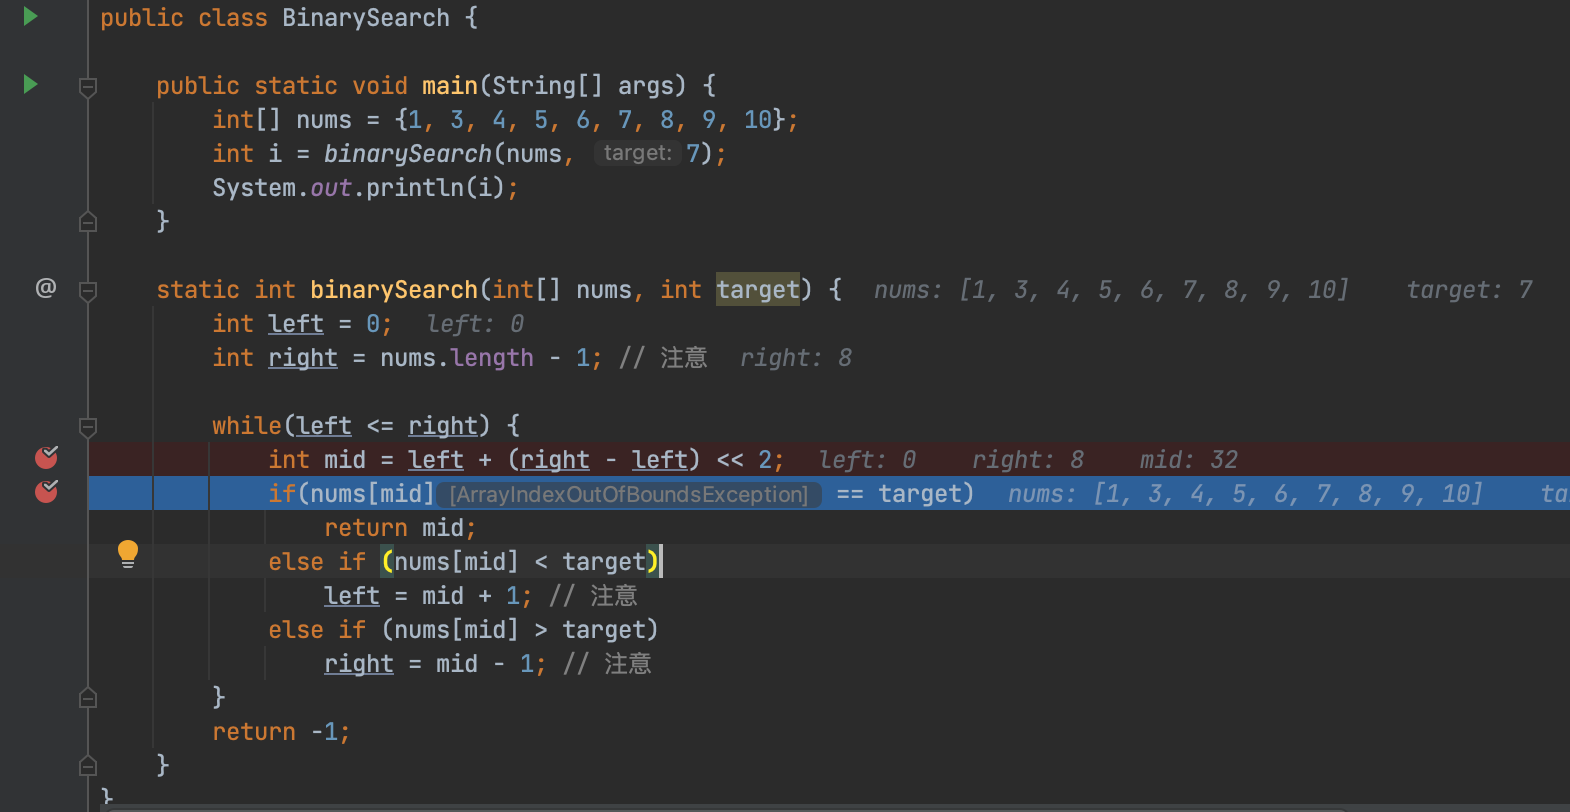 public class BinarySearch {
public static void main(String[] args) {
int[] nums = {1, 3, 4, 5, 6, 7, 8, 9, 10};
int i = binarySearch(nums, target: 7);
System.out.println(i);
}
@ static int binarySearch(int[] nums, int target) { nums: [1, 3, 4, 5, 6, 7, 8, 9, 10] target: 7
int left = 0; left: 0
int right = nums.length - 1; // 注意 right: 8
while(left <= right) {
int mid = left + (right - left) << 2; left: 0 right: 8 mid: 32
if(nums[mid] [ArrayIndexOutOfBoundsException] == target) nums: [1, 3, 4, 5, 6, 7, 8, 9, 10] ta
return mid;
else if (nums[mid] < target)
left = mid + 1; // 注意
else if (nums[mid] > target)
right = mid - 1; // 注意
}
return -1;
}
}